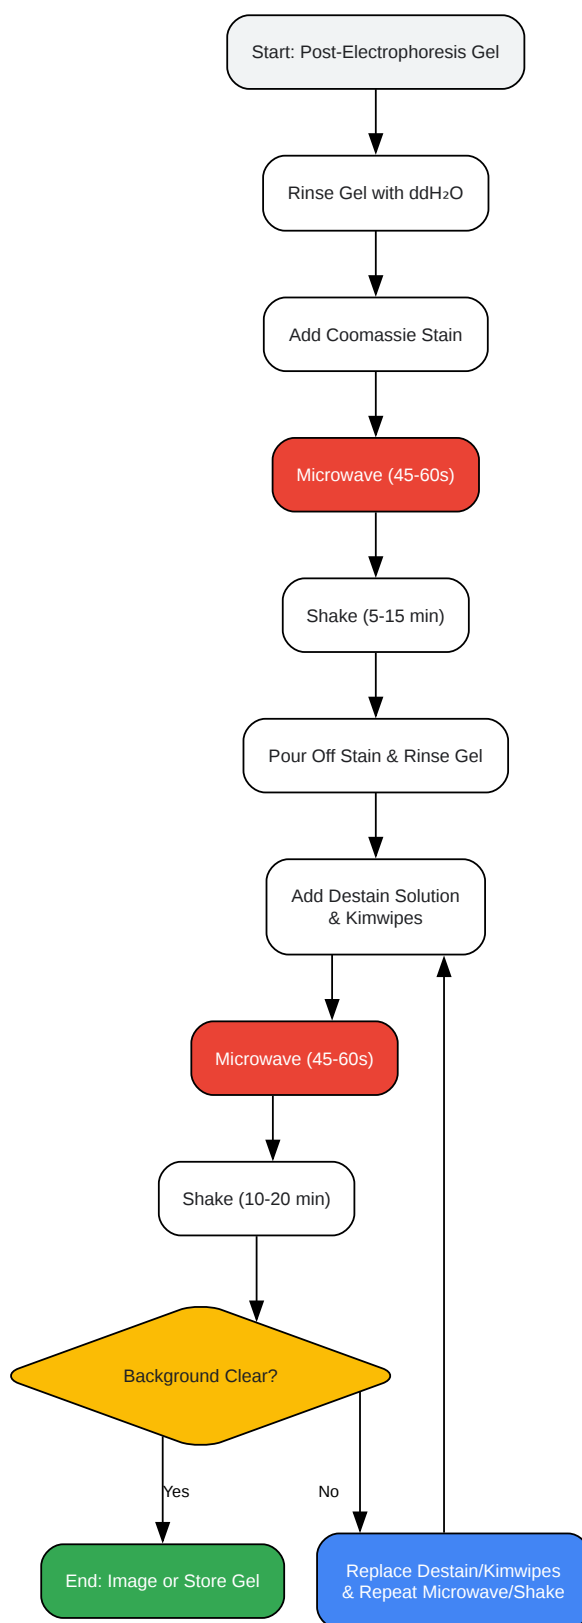 Start: Post-Electrophoresis Gel
Rinse Gel with ddH₂O
Add Coomassie Stain
Microwave (45-60s)
Shake (5-15 min)
Pour Off Stain & Rinse Gel
Add Destain Solution
& Kimwipes
Microwave (45-60s)
Shake (10-20 min)
Background Clear?
Yes
No
End: Image or Store Gel
Replace Destain/Kimwipes
& Repeat Microwave/Shake